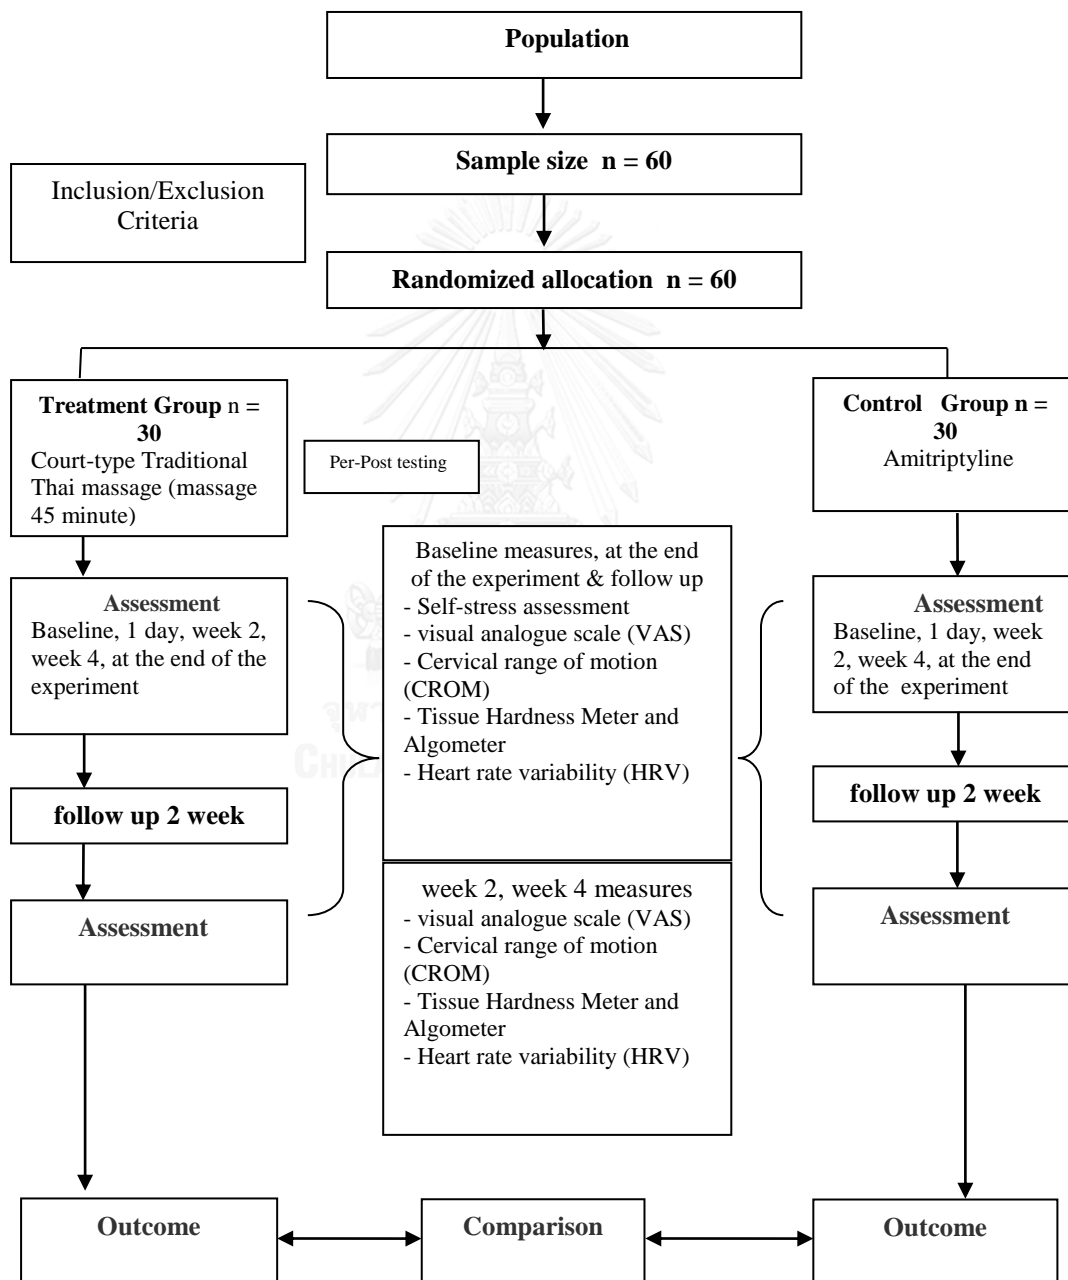 Population
Sample size n = 60
Inclusion/Exclusion
Criteria
Randomized allocation n = 60
Treatment Group n =
30
Court-type Traditional
Thai massage (massage
45 minute)
Per-Post testing
Control Group n =
30
Amitriptyline
Assessment
Baseline, 1 day, week 2,
week 4, at the end of the
experiment
Baseline measures, at the end
of the experiment & follow up
- Self-stress assessment
- visual analogue scale (VAS)
- Cervical range of motion
(CROM)
- Tissue Hardness Meter and
Algometer
- Heart rate variability (HRV)
Assessment
Baseline, 1 day, week
2, week 4, at the end
of the experiment
follow up 2 week
follow up 2 week
week 2, week 4 measures
- visual analogue scale (VAS)
- Cervical range of motion
(CROM)
- Tissue Hardness Meter and
Algometer
- Heart rate variability (HRV)
Assessment
Assessment
Outcome
Comparison
Outcome